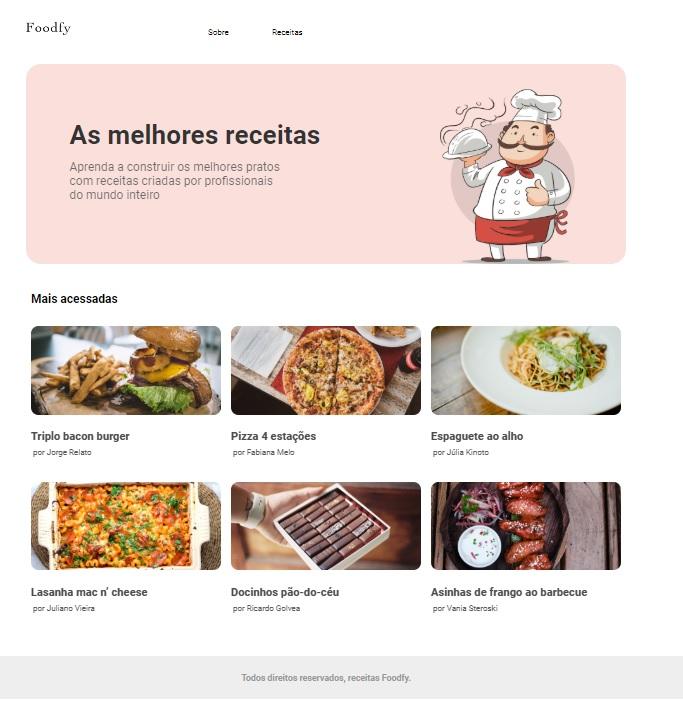 Foodfy
Sobre
Receitas
As melhores receitas
Aprenda a construir os melhores pratos
com receitas criadas por profissionais
do mundo inteiro
Mais acessadas
Triplo bacon burger
por Jorge Relato
Pizza 4 estações
por Fabiana Melo
Espaguete ao alho
por Júlia Kinoto
Lasanha mac n’ cheese
por Juliano Vieira
Docinhos pão-do-céu
por Ricardo Golvea
Asinhas de frango ao barbecue
por Vania Steroski
Todos direitos reservados, receitas Foodfy.